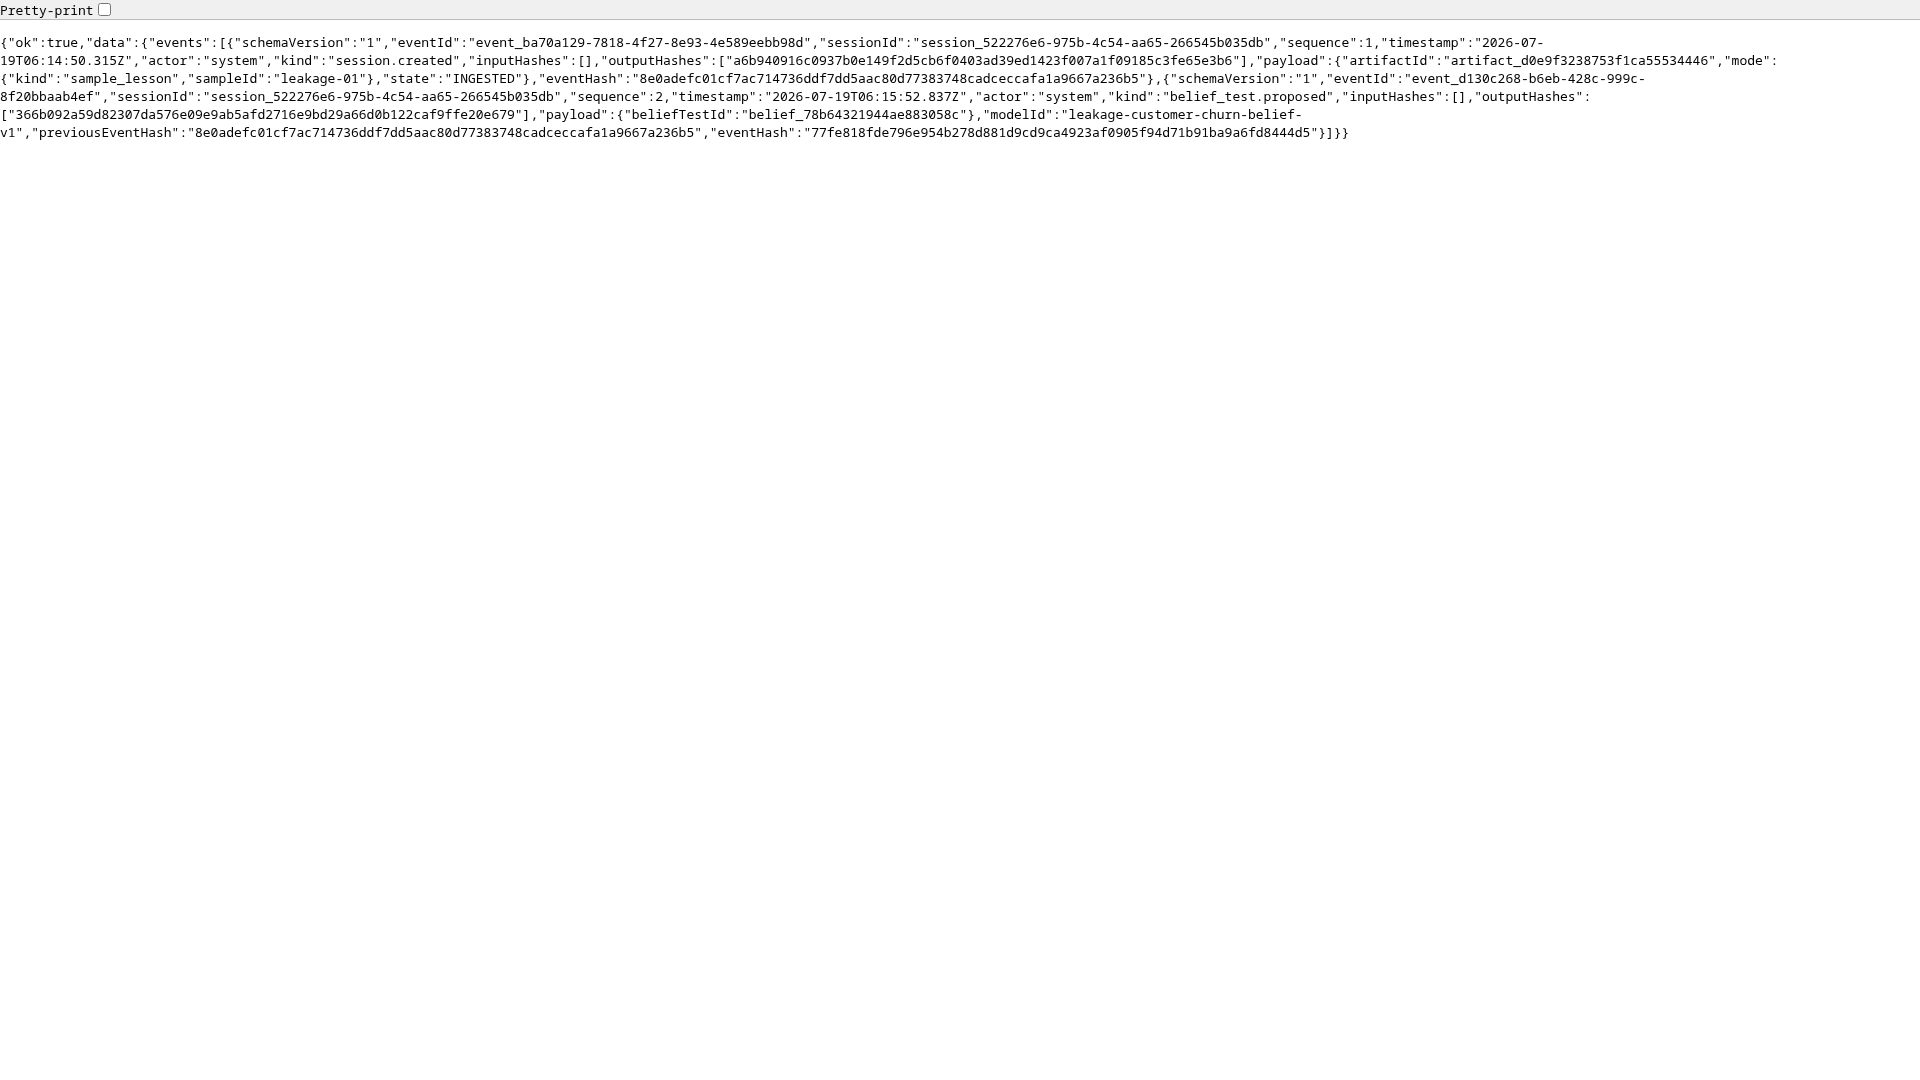 Pretty-print
{"ok":true,"data":{"events":[{"schemaVersion":"1","eventId":"event_ba70a129-7818-4f27-8e93-4e589eebb98d","sessionId":"session_522276e6-975b-4c54-aa65-266545b035db","sequence":1,"timestamp":"2026-07-
19T06:14:50.315Z","actor":"system","kind":"session.created","inputHashes":[],"outputHashes":["a6b940916c0937b0e149f2d5cb6f0403ad39ed1423f007a1f09185c3fe65e3b6"],"payload":{"artifactId":"artifact_d0e9f3238753f1ca55534446","mode":
{"kind":"sample_lesson","sampleId":"leakage-01"},"state":"INGESTED"},"eventHash":"8e0adefc01cf7ac714736ddf7dd5aac80d77383748cadceccafa1a9667a236b5"},{"schemaVersion":"1","eventId":"event_d130c268-b6eb-428c-999c-
8f20bbaab4ef","sessionId":"session_522276e6-975b-4c54-aa65-266545b035db","sequence":2,"timestamp":"2026-07-19T06:15:52.837Z","actor":"system","kind":"belief_test.proposed","inputHashes":[],"outputHashes":
["366b092a59d82307da576e09e9ab5afd2716e9bd29a66d0b122caf9ffe20e679"],"payload":{"beliefTestId":"belief_78b64321944ae883058c"},"modelId":"leakage-customer-churn-belief-
v1","previousEventHash":"8e0adefc01cf7ac714736ddf7dd5aac80d77383748cadceccafa1a9667a236b5","eventHash":"77fe818fde796e954b278d881d9cd9ca4923af0905f94d71b91ba9a6fd8444d5"}]}}